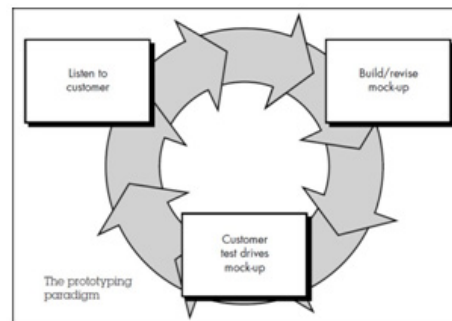 Listen to
customer
Build/revise
mock-up
Customer
test drives
mock-up
The prototyping
paradigm